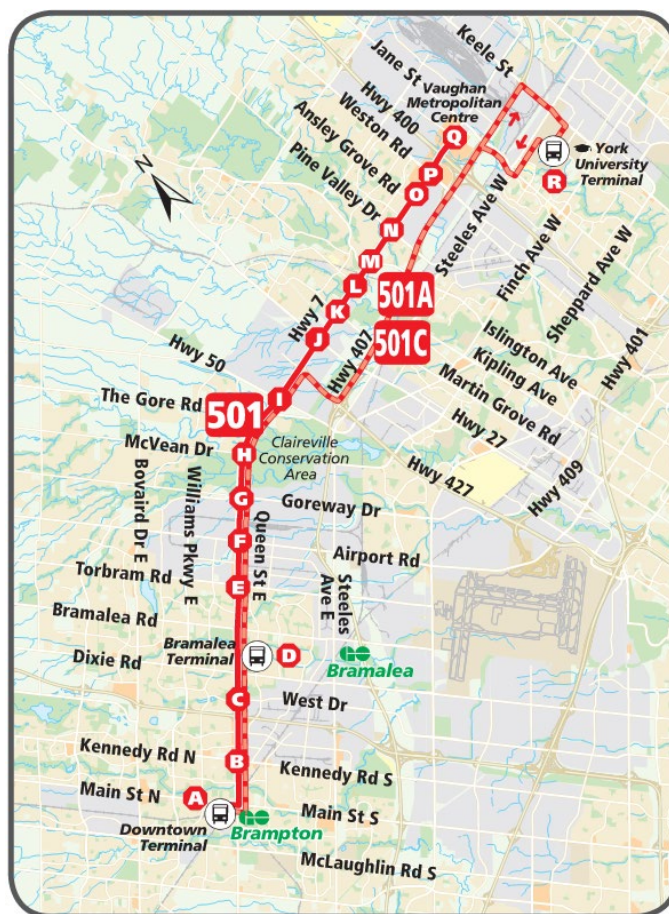 Keele St
Jane St
Hwy 400
Vaughan
Metropolitan
Centre
Weston Rd
Ansley Grove Rd
Pine Valley Dr
Q
P
O
N
M
L
K
J
York
University
Terminal
R
N
Steeles Ave W
Finch Ave W
Sheppard Ave W
Hwy 401
501A
501C
Hwy 7
Hwy 407
Islington Ave
Kipling Ave
Martin Grove Rd
Hwy 27
Hwy 409
Hwy 427
Hwy 50
The Gore Rd
501
I
McVean Dr
H
Claireville
Conservation
Area
Bovaird Dr E
Williams Pkwy E
Queen St E
G
Goreway Dr
F
Airport Rd
Torbram Rd
E
Steeles
Ave E
Bramalea Rd
Bramalea
Terminal
D
Bramalea
Dixie Rd
C
West Dr
Kennedy Rd N
B
Kennedy Rd S
Main St N
A
Main St S
Downtown
Terminal
GO
Brampton
McLaughlin Rd S